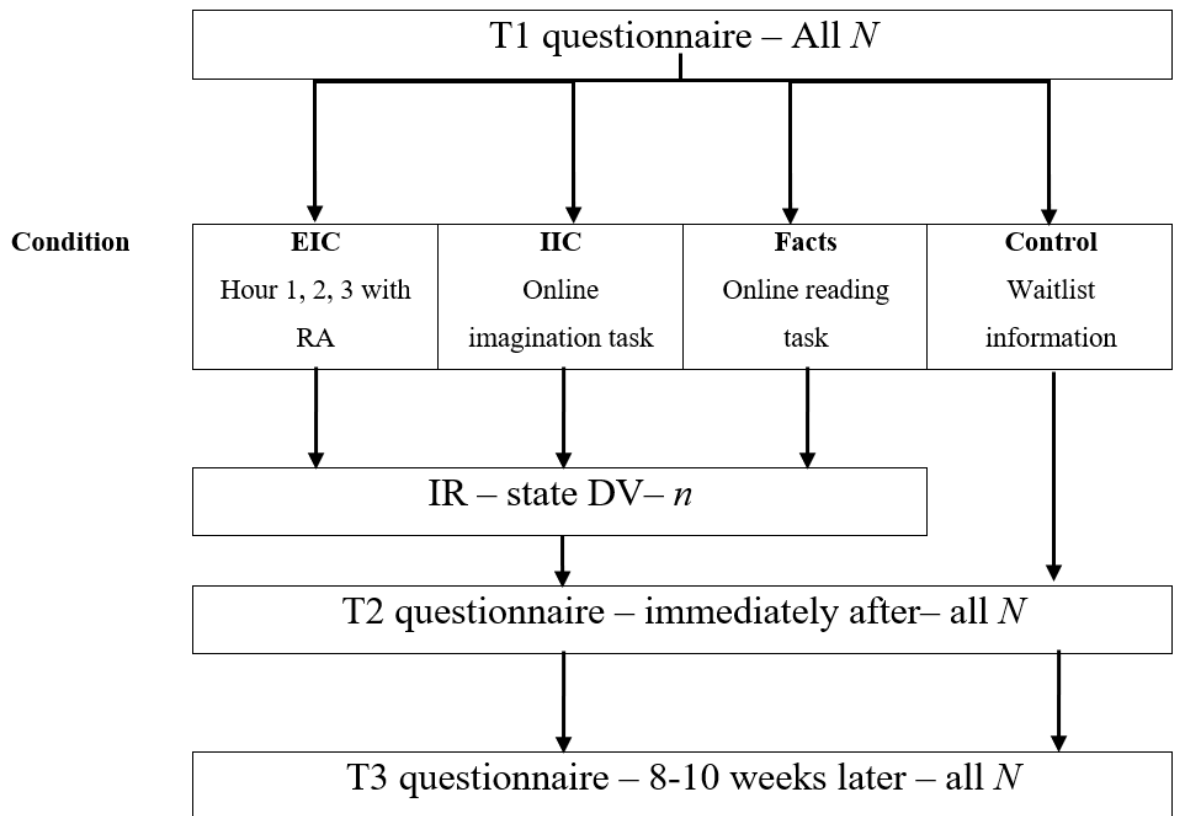 T1 questionnaire – All N
Condition
EIC
Hour 1, 2, 3 with
RA
IIC
Online
imagination task
Facts
Online reading
task
Control
Waitlist
information
IR – state DV– n
T2 questionnaire – immediately after– all N
T3 questionnaire – 8-10 weeks later – all N